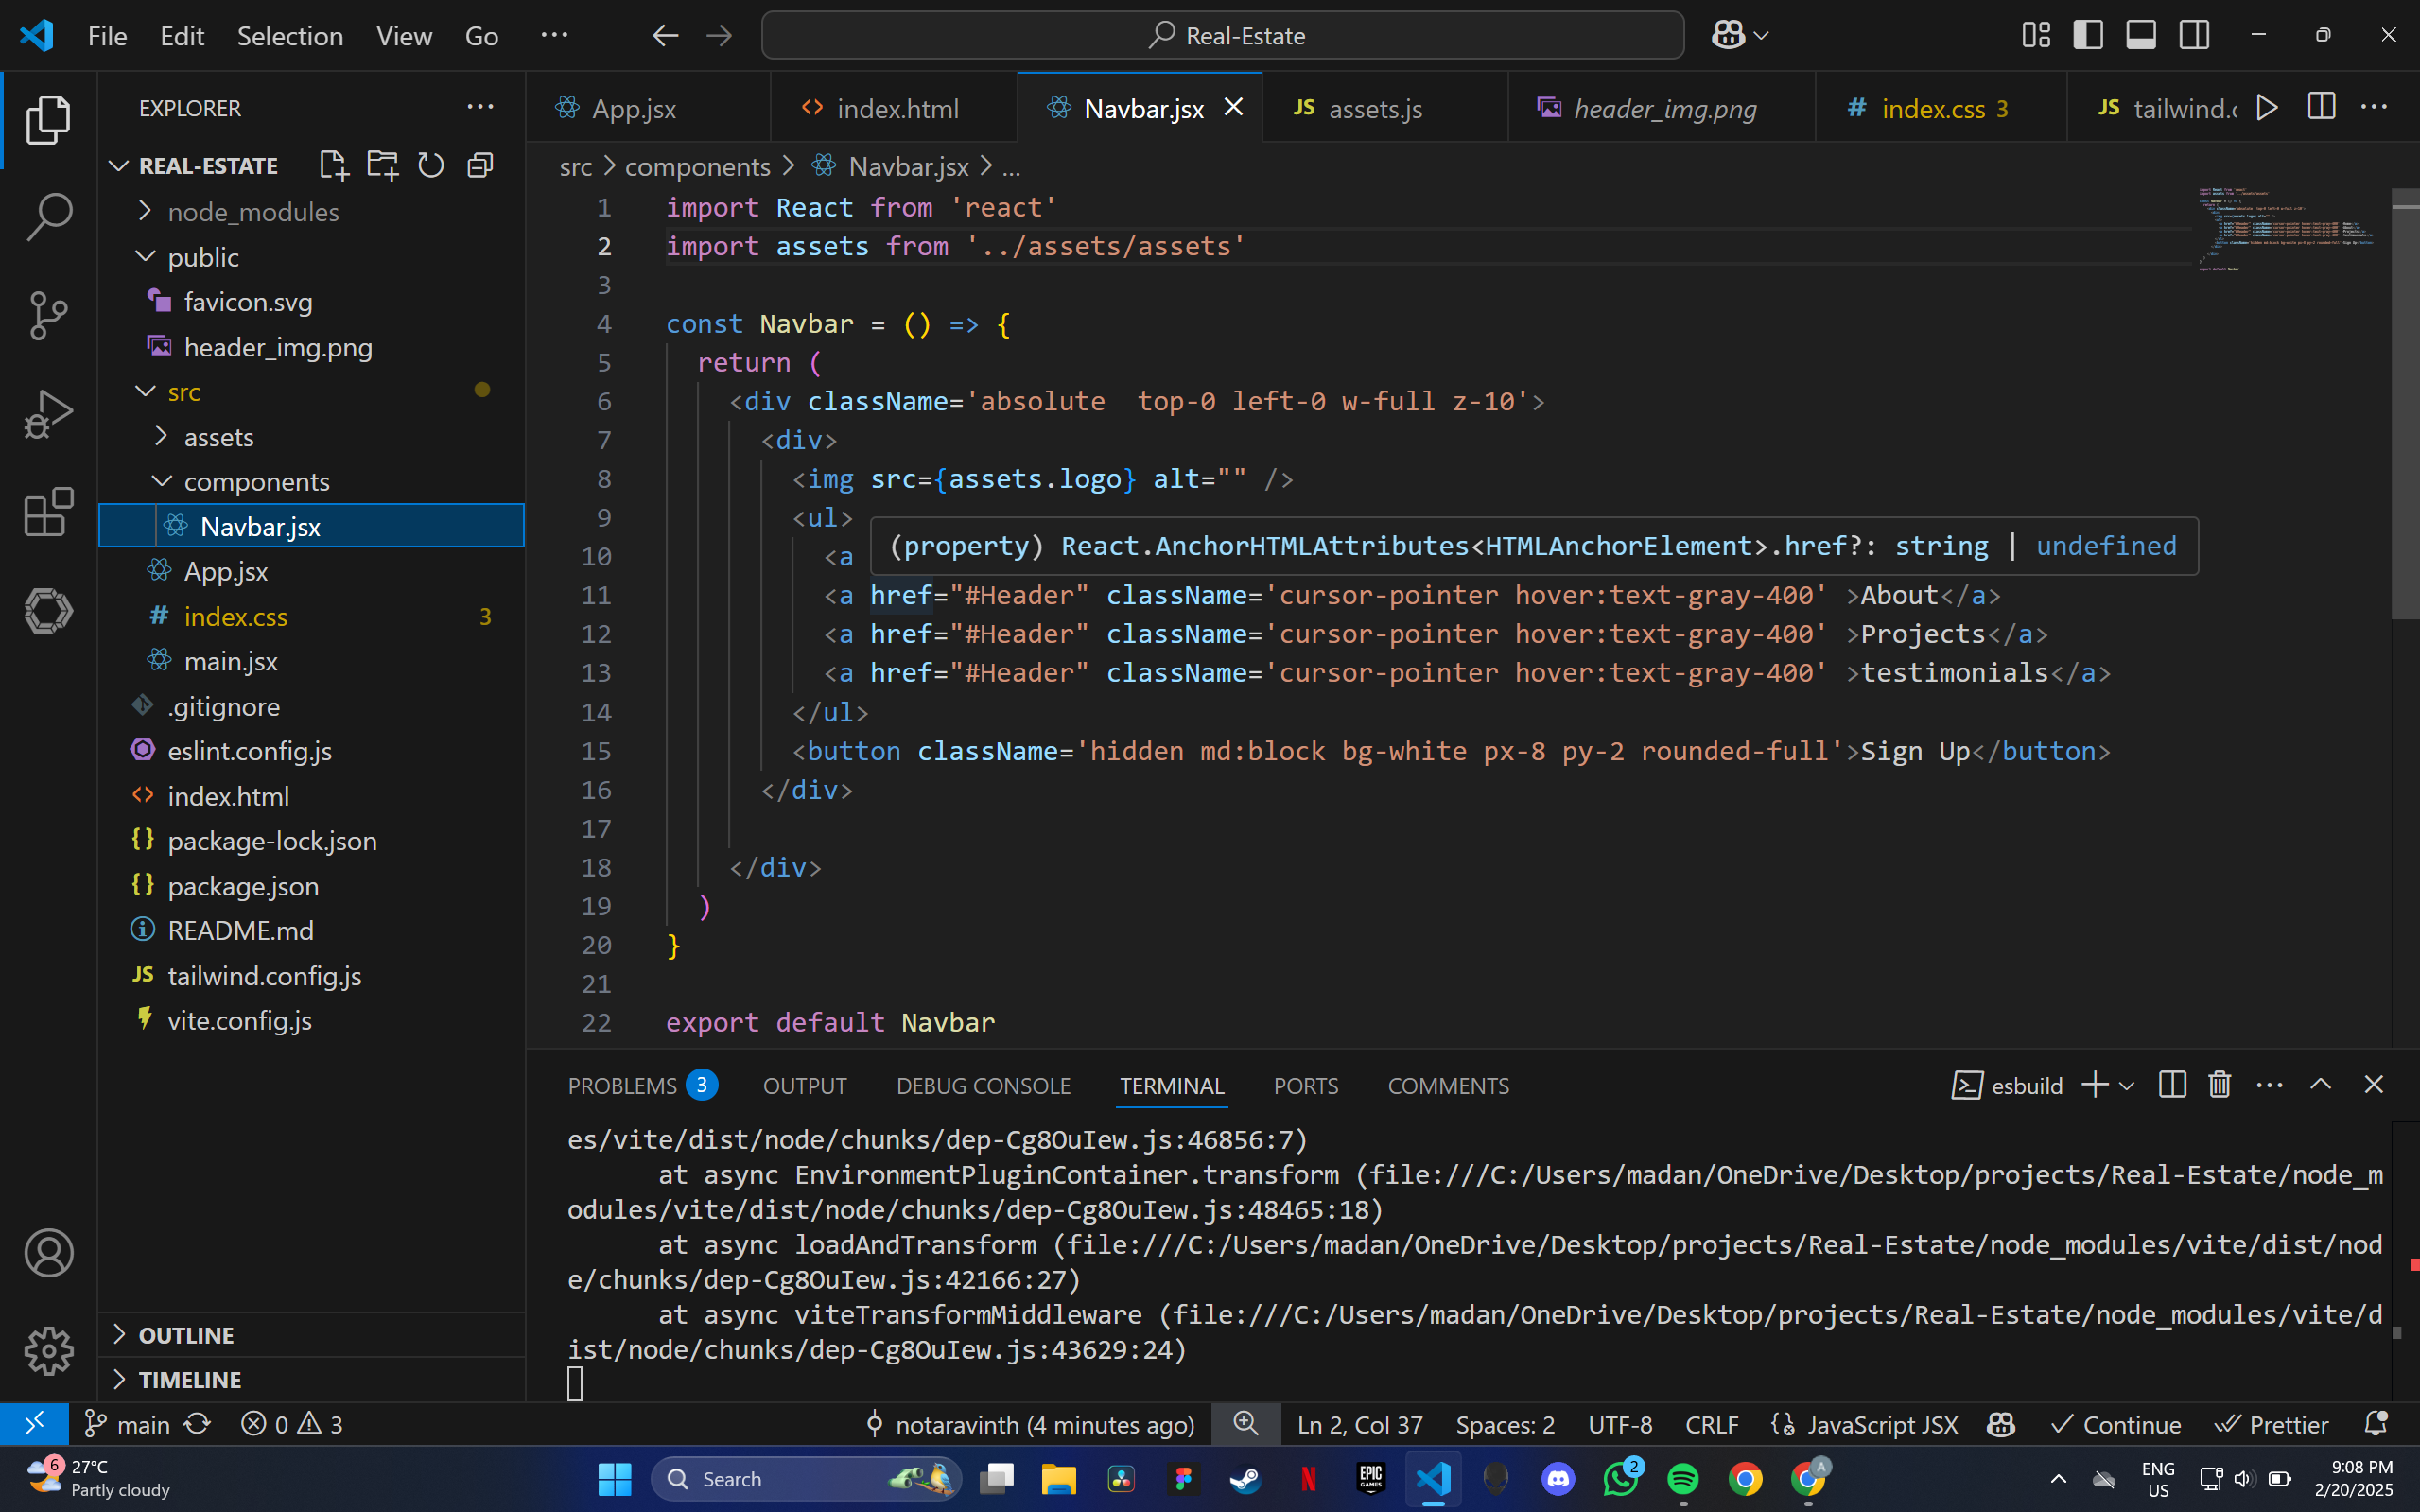 File Edit Selection View Go ··· Real-Estate
EXPLORER
REAL-ESTATE
node_modules
public
favicon.svg
header_img.png
src
assets
components
Navbar.jsx
App.jsx
index.css 3
main.jsx
.gitignore
eslint.config.js
index.html
package-lock.json
package.json
README.md
tailwind.config.js
vite.config.js
OUTLINE
TIMELINE
App.jsx index.html Navbar.jsx assets.js header_img.png index.css 3 tailwind.c
src > components > Navbar.jsx > ...
1 import React from 'react'
2 import assets from '../assets/assets'
3
4 const Navbar = () => {
5 return (
6 <div className='absolute  top-0 left-0 w-full z-10'>
7 <div>
8 <img src={assets.logo} alt="" />
9 <ul>
(property) React.AnchorHTMLAttributes<HTMLAnchorElement>.href?: string | undefined
10 <a
11 <a href="#Header" className='cursor-pointer hover:text-gray-400' >About</a>
12 <a href="#Header" className='cursor-pointer hover:text-gray-400' >Projects</a>
13 <a href="#Header" className='cursor-pointer hover:text-gray-400' >testimonials</a>
14 </ul>
15 <button className='hidden md:block bg-white px-8 py-2 rounded-full'>Sign Up</button>
16 </div>
17
18 </div>
19 )
20 }
21
22 export default Navbar
PROBLEMS 3 OUTPUT DEBUG CONSOLE TERMINAL PORTS COMMENTS esbuild
es/vite/dist/node/chunks/dep-Cg8OuIew.js:46856:7)
at async EnvironmentPluginContainer.transform (file:///C:/Users/madan/OneDrive/Desktop/projects/Real-Estate/node_m
odules/vite/dist/node/chunks/dep-Cg8OuIew.js:48465:18)
at async loadAndTransform (file:///C:/Users/madan/OneDrive/Desktop/projects/Real-Estate/node_modules/vite/dist/nod
e/chunks/dep-Cg8OuIew.js:42166:27)
at async viteTransformMiddleware (file:///C:/Users/madan/OneDrive/Desktop/projects/Real-Estate/node_modules/vite/d
ist/node/chunks/dep-Cg8OuIew.js:43629:24)
main 0 3 notaravinth (4 minutes ago) Ln 2, Col 37 Spaces: 2 UTF-8 CRLF JavaScript JSX Continue Prettier
6 27°C
Partly cloudy
Search
EPIC GAMES
2
A
ENG
US
9:08 PM
2/20/2025